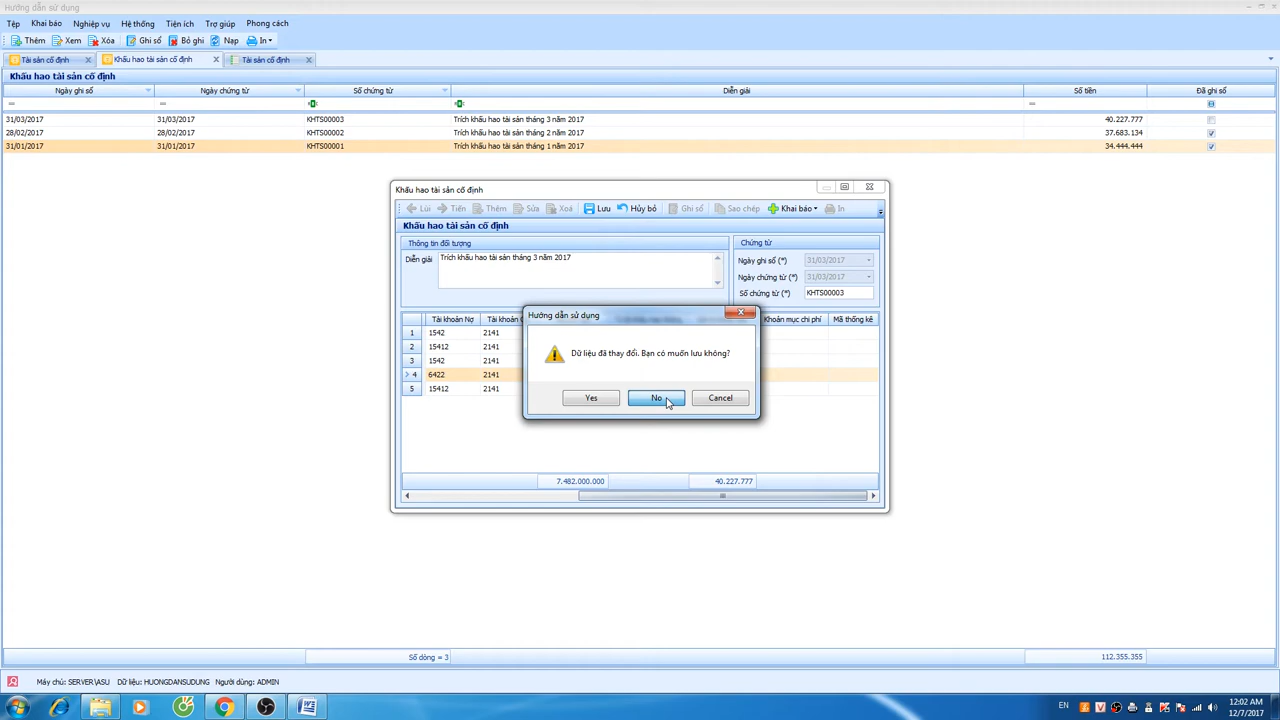 Hướng dẫn sử dụng
Tệp Khai báo Nghiệp vụ Hệ thống Tiện ích Trợ giúp Phong cách
Thêm Xem Xóa Ghi sổ Bỏ ghi Nạp In
Tài sản cố định Khấu hao tài sản cố định Tài sản cố định
Khấu hao tài sản cố định
Ngày ghi sổ Ngày chứng từ Số chứng từ Diễn giải Số tiền Đã ghi sổ
31/03/2017 31/03/2017 KHTS00003 Trích khấu hao tài sản tháng 3 năm 2017 40.227.777
28/02/2017 28/02/2017 KHTS00002 Trích khấu hao tài sản tháng 2 năm 2017 37.683.134
31/01/2017 31/01/2017 KHTS00001 Trích khấu hao tài sản tháng 1 năm 2017 34.444.444
Khấu hao tài sản cố định
Lùi Tiến Thêm Sửa Xoá Lưu Hủy bỏ Ghi sổ Sao chép Khai báo In
Khấu hao tài sản cố định
Thông tin đối tượng Chứng từ
Diễn giải Trích khấu hao tài sản tháng 3 năm 2017 Ngày ghi sổ (*) 31/03/2017
Ngày chứng từ (*) 31/03/2017
Số chứng từ (*) KHTS00003
Hướng dẫn sử dụng
Tài khoản Nợ Tài khoản Khoản mục chi phí Mã thống kê
1 1542 2141
2 15412 2141
3 1542 2141
4 6422 2141
5 15412 2141
Dữ liệu đã thay đổi. Bạn có muốn lưu không?
Yes No Cancel
7.482.000.000 40.227.777
Số dòng = 3 112.355.355
Máy chủ: SERVER\ASU Dữ liệu: HUONGDANSUDUNG Người dùng: ADMIN
EN 12:02 AM
12/7/2017